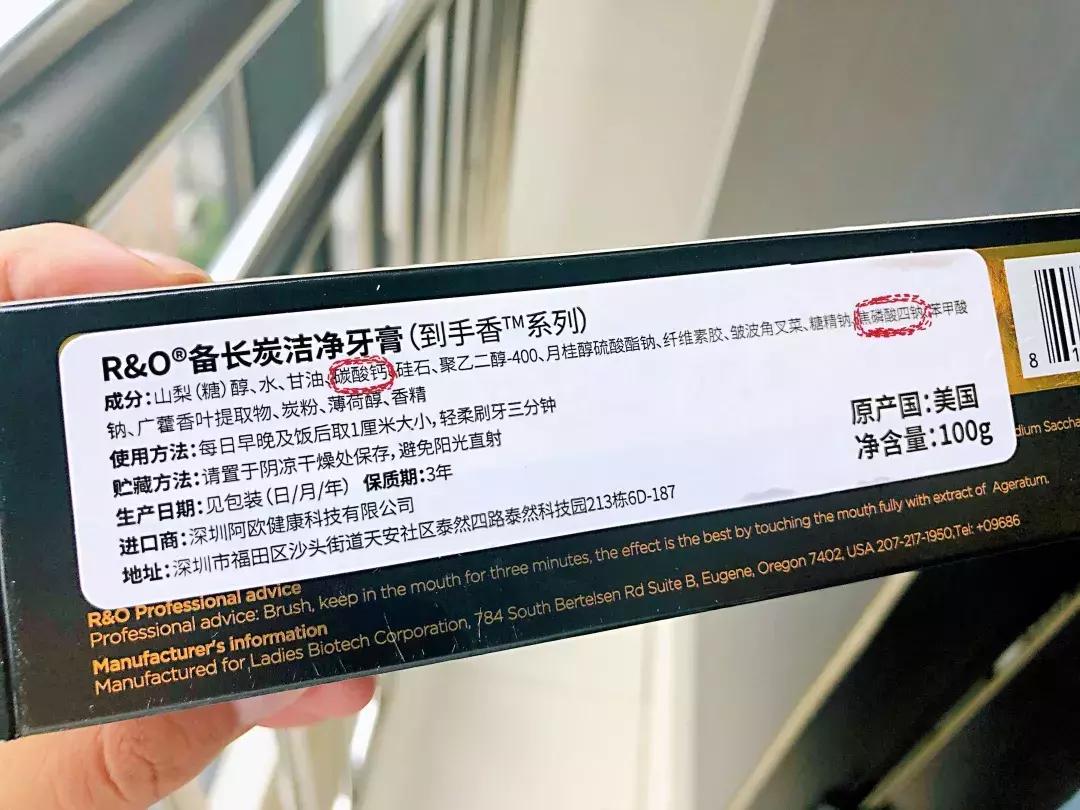 R&O®备长炭洁净牙膏(到手香™系列)
成分:山梨(糖)醇、水、甘油、碳酸钙、硅石、聚乙二醇-400、月桂醇硫酸酯钠、纤维素胶、皱波角叉菜、糖精钠、焦磷酸四钠、苯甲酸
钠、广藿香叶提取物、炭粉、薄荷醇、香精
使用方法:每日早晚及饭后取1厘米大小,轻柔刷牙三分钟
贮藏方法:请置于阴凉干燥处保存,避免阳光直射
生产日期:见包装(日/月/年) 保质期:3年
进口商:深圳阿欧健康科技有限公司
地址:深圳市福田区沙头街道天安社区泰然四路泰然科技园213栋6D-187
原产国:美国
净含量:100g
8 1
dium Saccha
R&O Professional advice
Professional advice: Brush, keep in the mouth for three minutes, the effect is the best by touching the mouth fully with extract of Ageratum.
Manufacturer's information
Manufactured for Ladies Biotech Corporation, 784 South Bertelsen Rd Suite B, Eugene, Oregon 7402, USA 207-217-1950,Tel: +09686